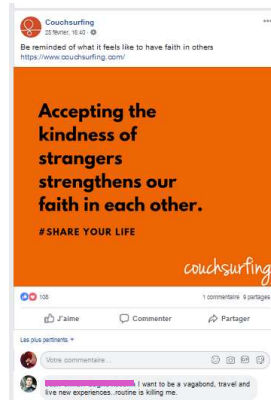 Couchsurfing
25 février, 16:40
Be reminded of what it feels like to have faith in others
https://www.couchsurfing.com/
Accepting the
kindness of
strangers
strengthens our
faith in each other.
#SHARE YOUR LIFE
couchsurfing
108
1 commentaire 9 partages
J'aime Commenter Partager
Les plus pertinents
Votre commentaire...
I want to be a vagabond, travel and
live new experiences..routine is killing me.